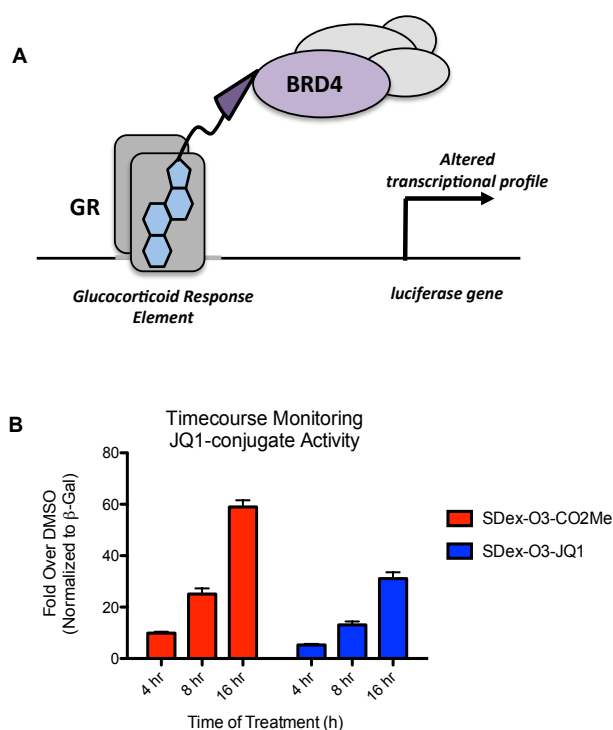 A
BRD4
GR
Altered
transcriptional profile
Glucocorticoid Response
Element
luciferase gene
B
Timecourse Monitoring
JQ1-conjugate Activity
Fold Over DMSO
(Normalized to β-Gal)
80
60
40
20
0
4 hr
8 hr
16 hr
4 hr
8 hr
16 hr
Time of Treatment (h)
SDex-O3-CO2Me
SDex-O3-JQ1